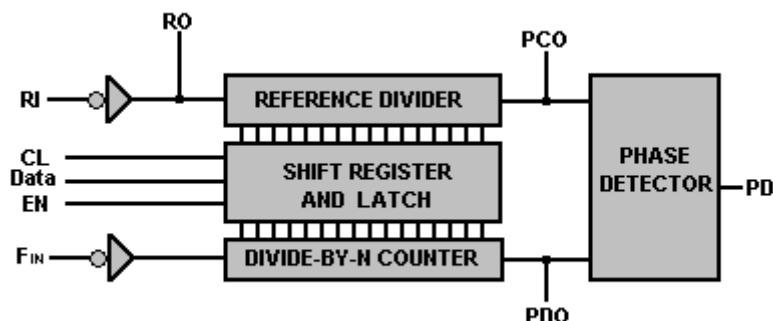 RO
PCO
RI
REFERENCE DIVIDER
CL
Data
EN
SHIFT REGISTER
AND LATCH
PHASE
DETECTOR
PD
FIN
DIVIDE-BY-N COUNTER
PDO